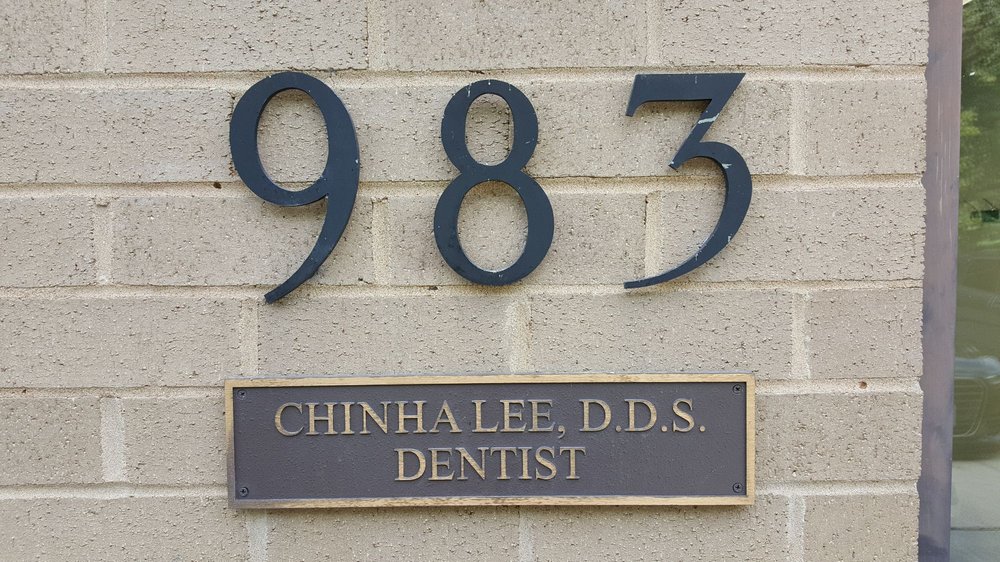 983
CHINHA LEE, D.D.S.
DENTIST